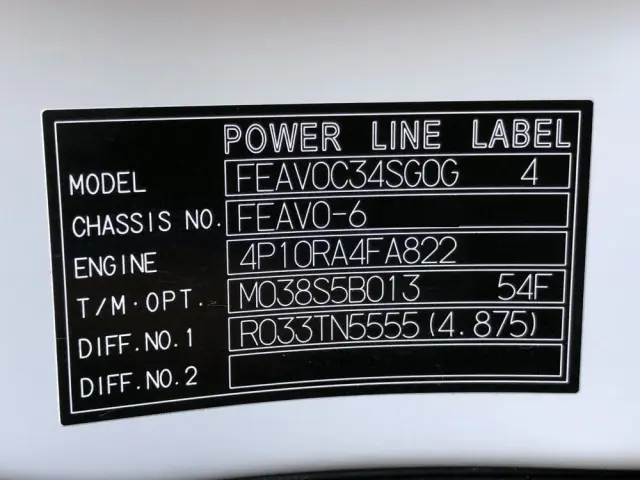 POWER LINE LABEL
MODEL FEAV0C34SG0G 4
CHASSIS NO. FEAV0-6
ENGINE 4P10RA4FA822
T/M·OPT. M038S5B013 54F
DIFF.NO.1 R033TN5555(4.875)
DIFF.NO.2